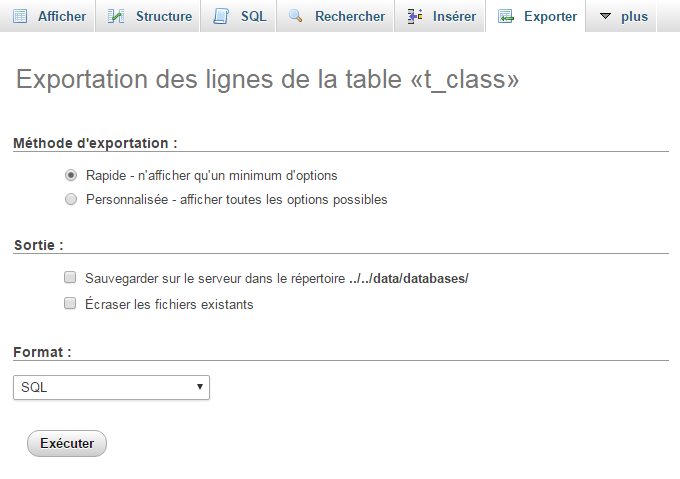 Afficher Structure SQL Rechercher Insérer Exporter plus
Exportation des lignes de la table «t_class»
Méthode d'exportation :
Rapide - n'afficher qu'un minimum d'options
Personnalisée - afficher toutes les options possibles
Sortie :
Sauvegarder sur le serveur dans le répertoire ../../data/databases/
Écraser les fichiers existants
Format :
SQL
Exécuter